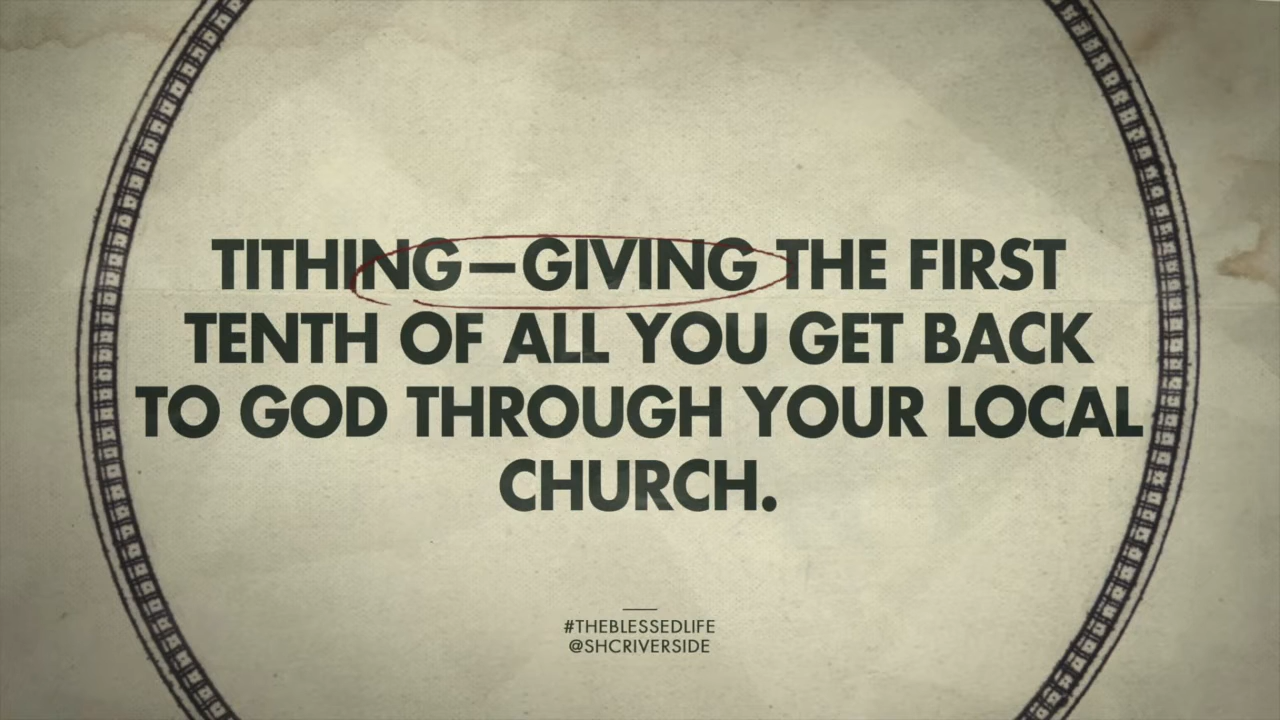 TITHING—GIVING THE FIRST
TENTH OF ALL YOU GET BACK
TO GOD THROUGH YOUR LOCAL
CHURCH.
#THEBLESSEDLIFE
@SHCRIVERSIDE